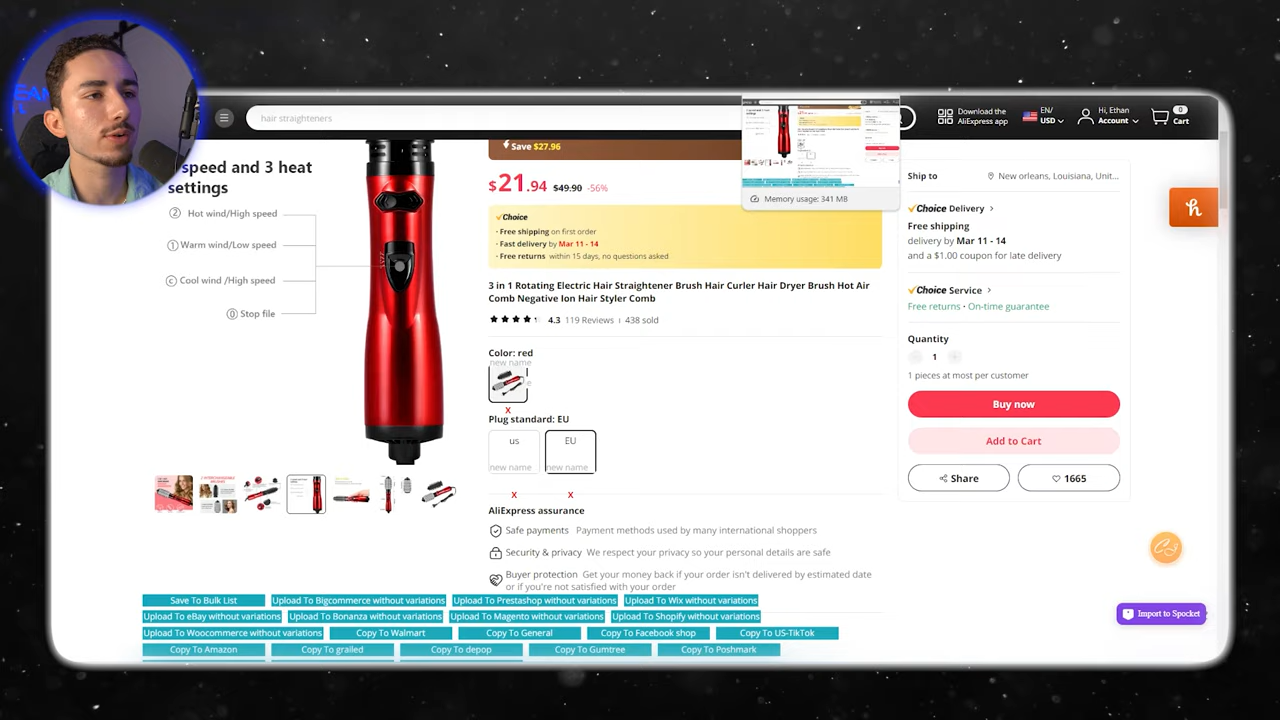 hair straighteners
Download the
AliExpress app
EN/
USD
Hi, Ethan
Account
0
Cart
speed and 3 heat
settings
2 Hot wind/High speed
1 Warm wind/Low speed
C Cool wind /High speed
0 Stop file
Save $27.96
$21.94 $49.90 -56%
Memory usage: 341 MB
Choice
· Free shipping on first order
· Fast delivery by Mar 11 - 14
· Free returns within 15 days, no questions asked
3 in 1 Rotating Electric Hair Straightener Brush Hair Curler Hair Dryer Brush Hot Air
Comb Negative Ion Hair Styler Comb
4.3 119 Reviews 438 sold
Color: red
new name
x
Plug standard: EU
us EU
new name new name
x x
AliExpress assurance
Safe payments Payment methods used by many international shoppers
Security & privacy We respect your privacy so your personal details are safe
Buyer protection Get your money back if your order isn't delivered by estimated date
or if you're not satisfied with your order
Ship to New orleans, Louisiana, Unit...
Choice Delivery >
Free shipping
delivery by Mar 11 - 14
and a $1.00 coupon for late delivery
Choice Service >
Free returns · On-time guarantee
Quantity
1
1 pieces at most per customer
Buy now
Add to Cart
Share 1665
Import to Spocket
Save To Bulk List Upload To Bigcommerce without variations Upload To Prestashop without variations Upload To Wix without variations
Upload To eBay without variations Upload To Bonanza without variations Upload To Magento without variations Upload To Shopify without variations
Upload To Woocommerce without variations Copy To Walmart Copy To General Copy To Facebook shop Copy To US-TikTok
Copy To Amazon Copy To grailed Copy To depop Copy To Gumtree Copy To Poshmark